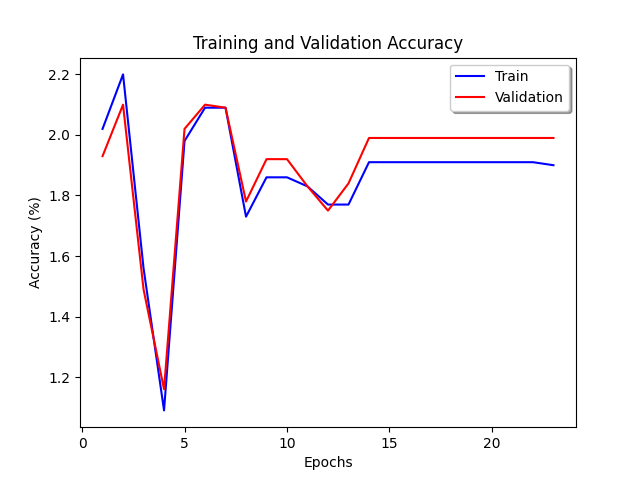 Training and Validation Accuracy
Train
Validation
2.2
2.0
1.8
1.6
1.4
1.2
Accuracy (%)
0
5
10
15
20
Epochs